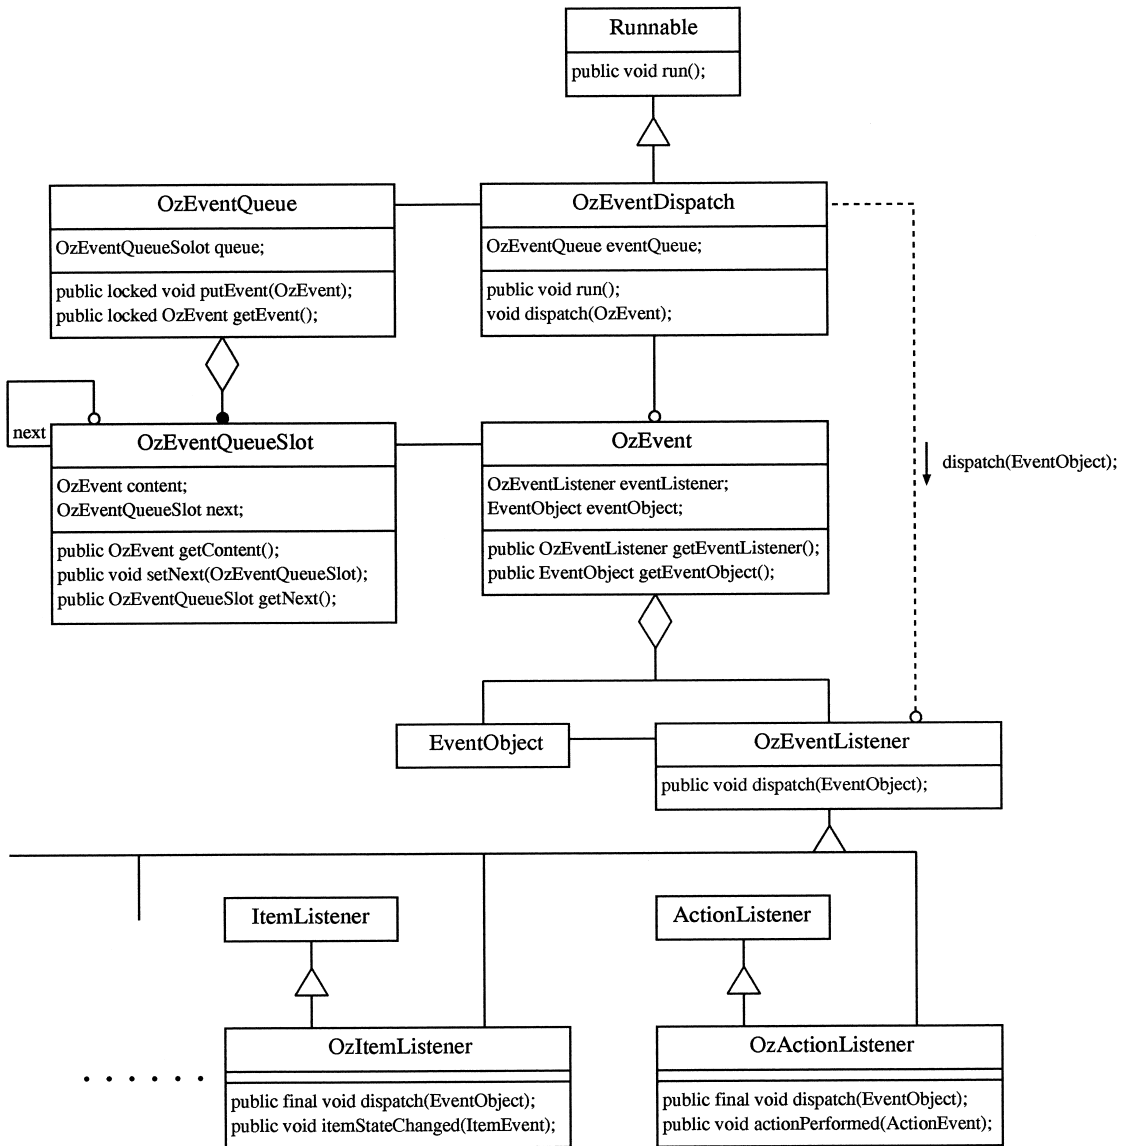 Runnable
public void run();
OzEventQueue
OzEventQueueSolot queue;
public locked void putEvent(OzEvent);
public locked OzEvent getEvent();
OzEventDispatch
OzEventQueue eventQueue;
public void run();
void dispatch(OzEvent);
next
OzEventQueueSlot
OzEvent content;
OzEventQueueSlot next;
public OzEvent getContent();
public void setNext(OzEventQueueSlot);
public OzEventQueueSlot getNext();
OzEvent
OzEventListener eventListener;
EventObject eventObject;
public OzEventListener getEventListener();
public EventObject getEventObject();
dispatch(EventObject);
EventObject
OzEventListener
public void dispatch(EventObject);
ItemListener
ActionListener
OzItemListener
public final void dispatch(EventObject);
public void itemStateChanged(ItemEvent);
OzActionListener
public final void dispatch(EventObject);
public void actionPerformed(ActionEvent);